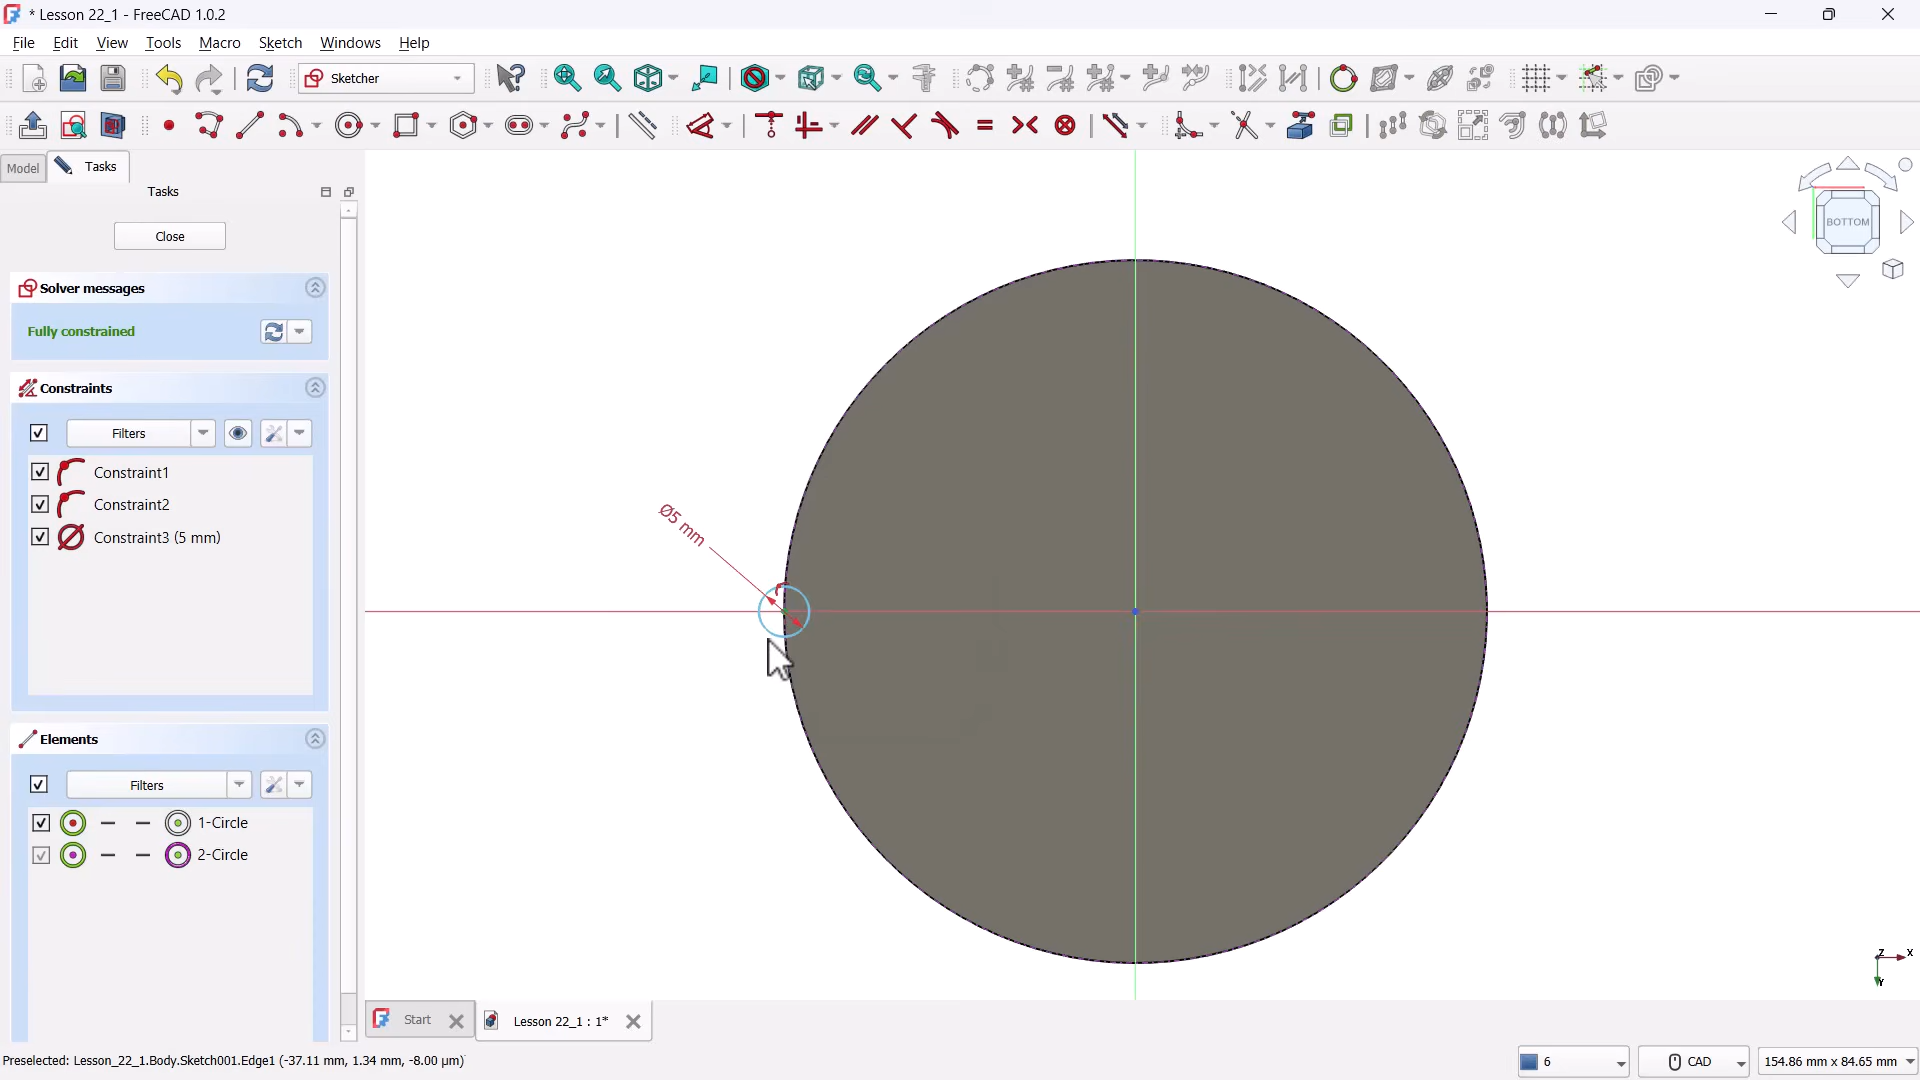 * Lesson 22_1 - FreeCAD 1.0.2
File Edit View Tools Macro Sketch Windows Help
Sketcher
Model Tasks
Tasks
Close
Solver messages
Fully constrained
Constraints
Filters
Constraint1
Constraint2
Constraint3 (5 mm)
Elements
Filters
1-Circle
2-Circle
Ø5 mm
BOTTOM
Z X
Y
Start
Lesson 22_1 : 1*
Preselected: Lesson_22_1.Body.Sketch001.Edge1 (-37.11 mm, 1.34 mm, -8.00 µm)
6
CAD
154.86 mm x 84.65 mm